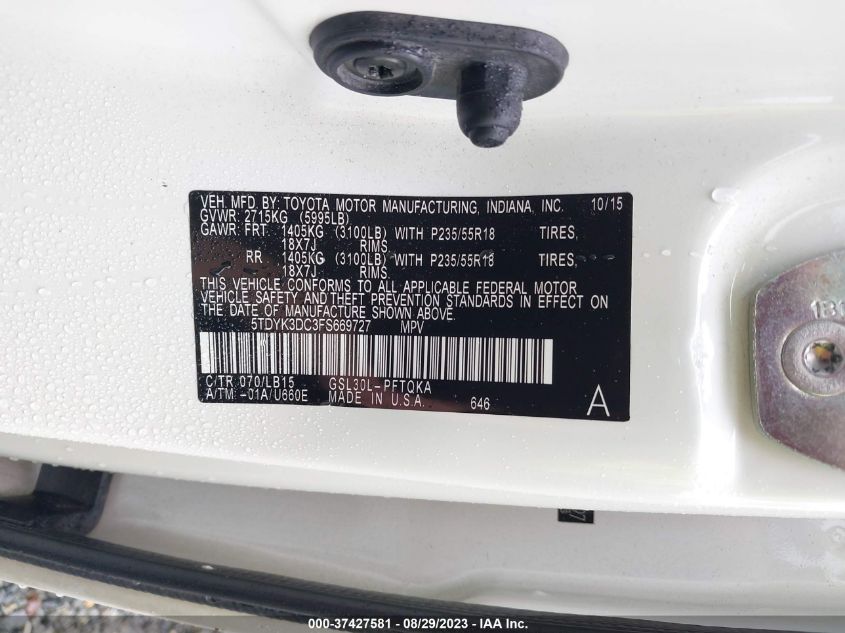 VEH. MFD. BY: TOYOTA MOTOR MANUFACTURING, INDIANA, INC. 10/15
GVWR: 2715KG (5995LB)
GAWR: FRT 1405KG (3100LB) WITH P235/55R18 TIRES,
18X7J RIMS,
RR 1405KG (3100LB) WITH P235/55R18 TIRES,
18X7J RIMS
THIS VEHICLE CONFORMS TO ALL APPLICABLE FEDERAL MOTOR
VEHICLE SAFETY AND THEFT PREVENTION STANDARDS IN EFFECT ON
THE DATE OF MANUFACTURE SHOWN ABOVE.
5TDYK3DC3FS669727 MPV
C/TR 070/LB15 GSL30L-PFTQKA
A/TM -01A/U660E MADE IN U.S.A. 646 A
000-37427581 - 08/29/2023 - IAA Inc.